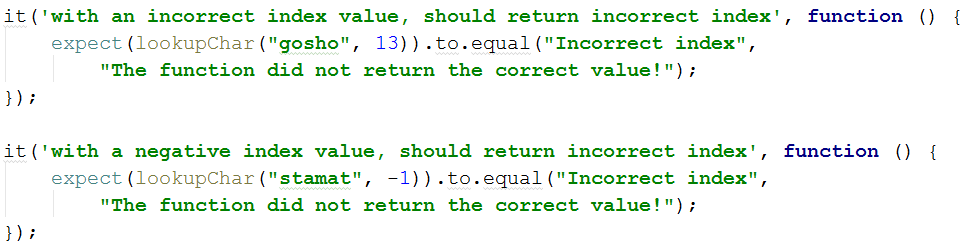 it('with an incorrect index value, should return incorrect index', function () {
    expect(lookupChar("gosho", 13)).to.equal("Incorrect index",
        "The function did not return the correct value!");
});

it('with a negative index value, should return incorrect index', function () {
    expect(lookupChar("stamat", -1)).to.equal("Incorrect index",
        "The function did not return the correct value!");
});